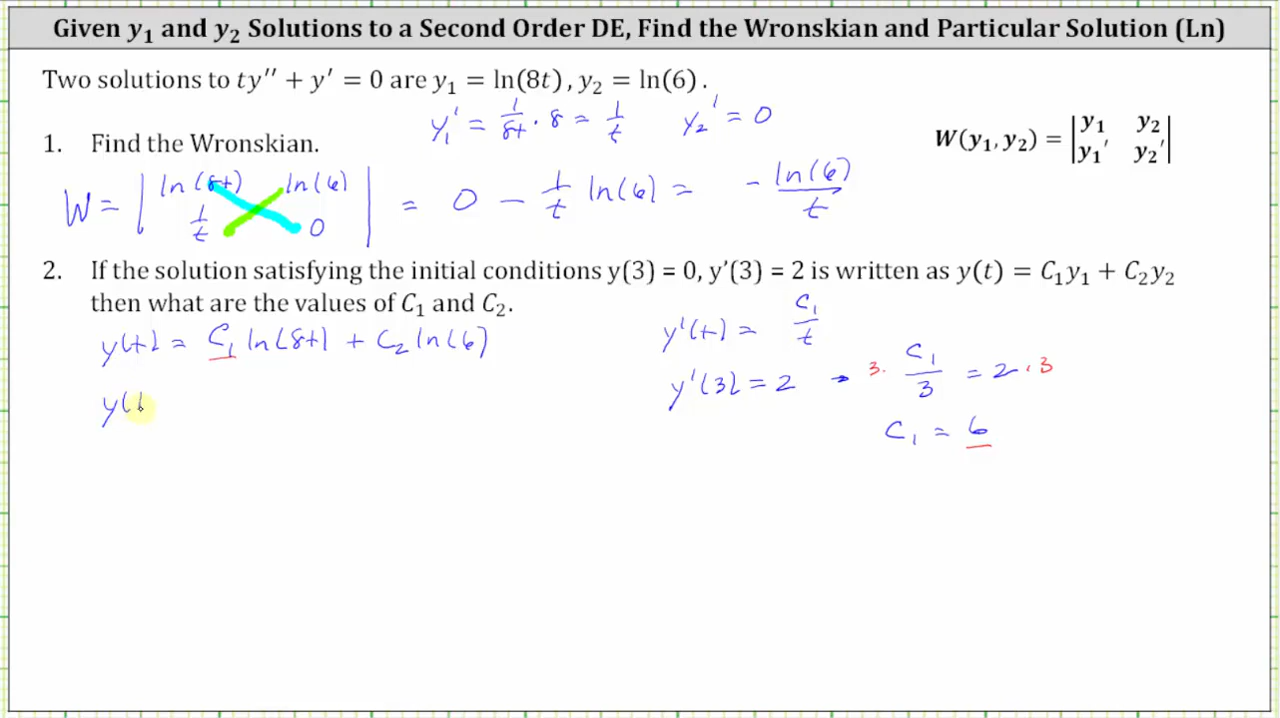 Given y₁ and y₂ Solutions to a Second Order DE, Find the Wronskian and Particular Solution (Ln)
Two solutions to ty″ + y′ = 0 are y₁ = ln(8t), y₂ = ln(6).
y₁' = 1/8t · 8 = 1/t y₂' = 0
1. Find the Wronskian.
W(y₁, y₂) = |y₁ y₂|
|y₁′ y₂′|
W = | ln(8t) ln(6) | = 0 - 1/t ln(6) = - ln(6)/t
| 1/t 0 |
2. If the solution satisfying the initial conditions y(3) = 0, y′(3) = 2 is written as y(t) = C₁y₁ + C₂y₂
then what are the values of C₁ and C₂.
y(t) = C₁ ln(8t) + C₂ ln(6)
y'(t) = C₁/t
y'(3) = 2 → 3· C₁/3 = 2 · 3
C₁ = 6
y(